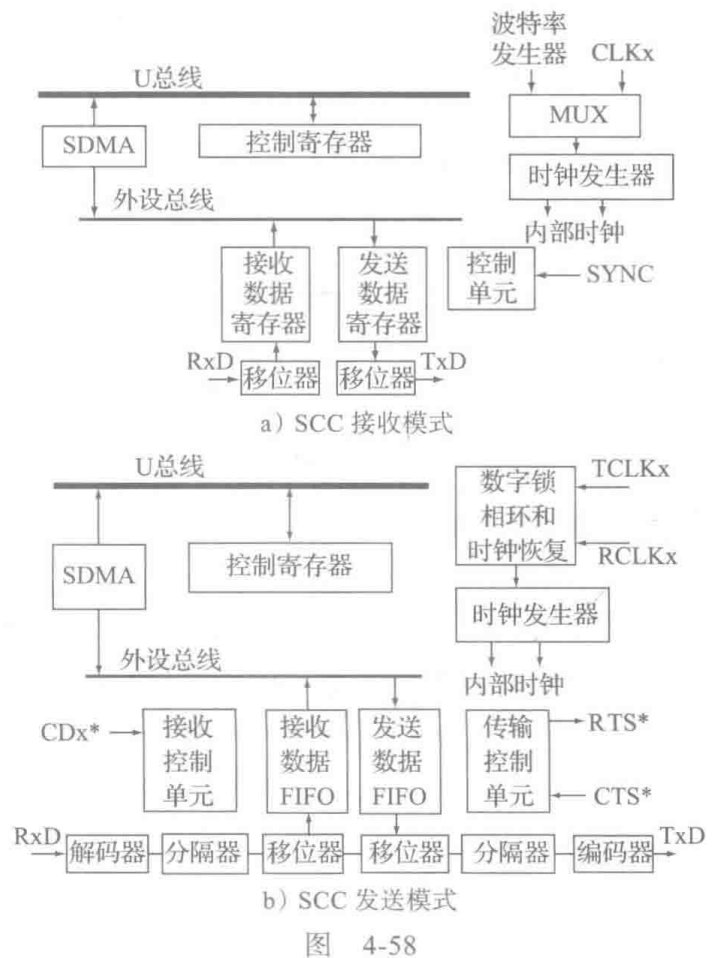 波特率
发生器 CLKx
U总线
MUX
SDMA
控制寄存器
时钟发生器
外设总线
内部时钟
接收
数据
寄存器
发送
数据
寄存器
控制
单元
SYNC
RxD
移位器
移位器
TxD
a）SCC 接收模式
U总线
数字锁
相环和
时钟恢复
TCLKx
RCLKx
SDMA
控制寄存器
时钟发生器
外设总线
内部时钟
CDx*
接收
控制
单元
接收
数据
FIFO
发送
数据
FIFO
传输
控制
单元
RTS*
CTS*
RxD
解码器
分隔器
移位器
移位器
分隔器
编码器
TxD
b）SCC 发送模式
图 4-58